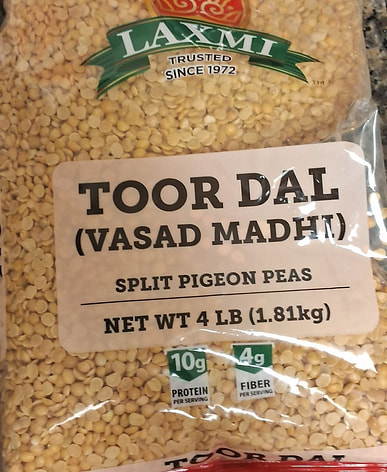 LAXMI
TRUSTED
SINCE 1972
TOOR DAL
(VASAD MADHI)
SPLIT PIGEON PEAS
NET WT 4 LB (1.81kg)
10g 4g
PROTEIN FIBER
PER SERVING PER SERVING
TOOR DAL